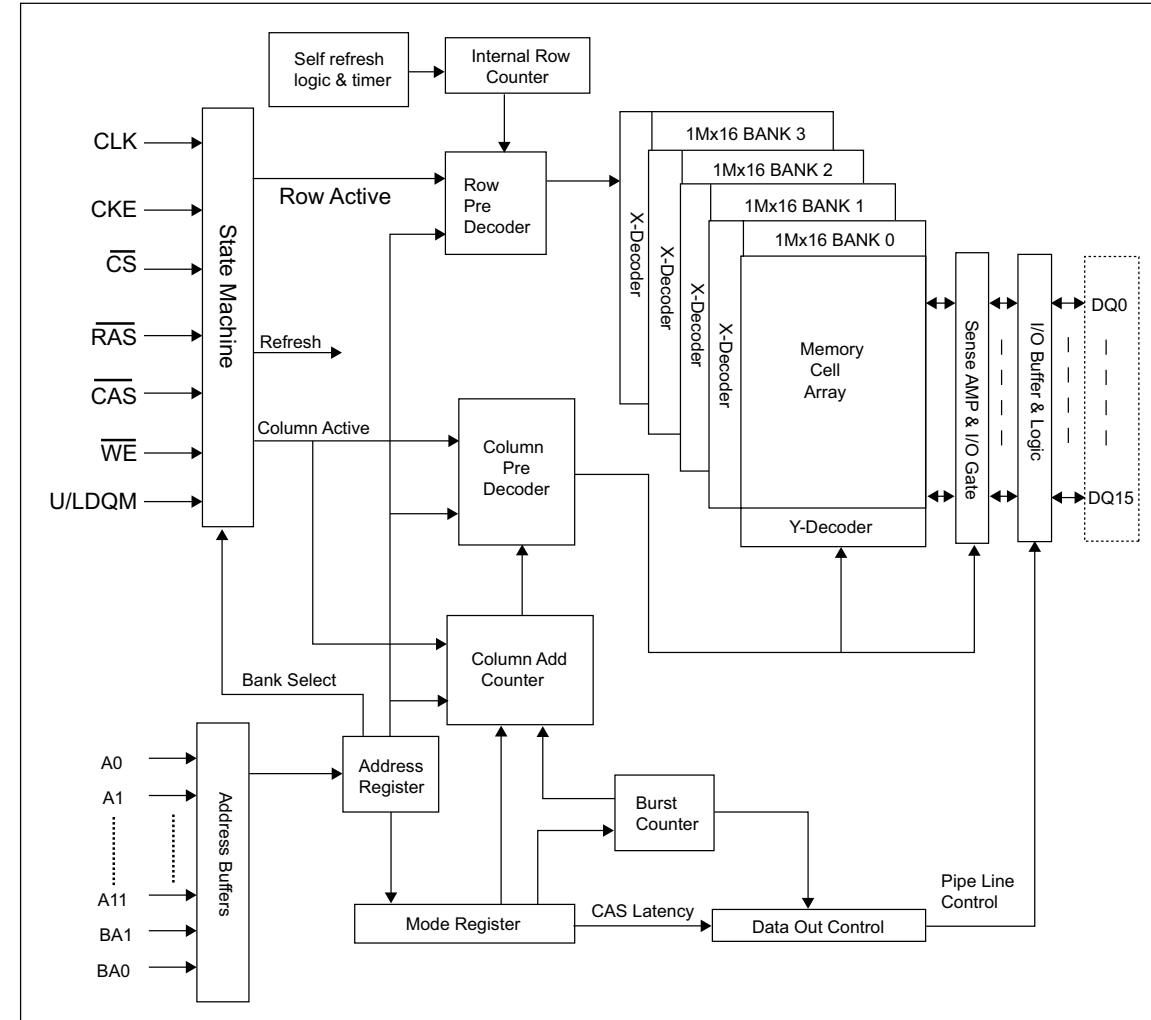 Self refresh
logic & timer
Internal Row
Counter
CLK
CKE
CS
RAS
CAS
WE
U/LDQM
State Machine
Row Active
Refresh
Column Active
Row
Pre
Decoder
Column
Pre
Decoder
Column Add
Counter
X-Decoder
X-Decoder
X-Decoder
X-Decoder
1Mx16 BANK 3
1Mx16 BANK 2
1Mx16 BANK 1
1Mx16 BANK 0
Memory
Cell
Array
Y-Decoder
Sense AMP & I/O Gate
I/O Buffer & Logic
DQ0
DQ15
Bank Select
A0
A1
A11
BA1
BA0
Address Buffers
Address
Register
Burst
Counter
Mode Register
CAS Latency
Data Out Control
Pipe Line
Control